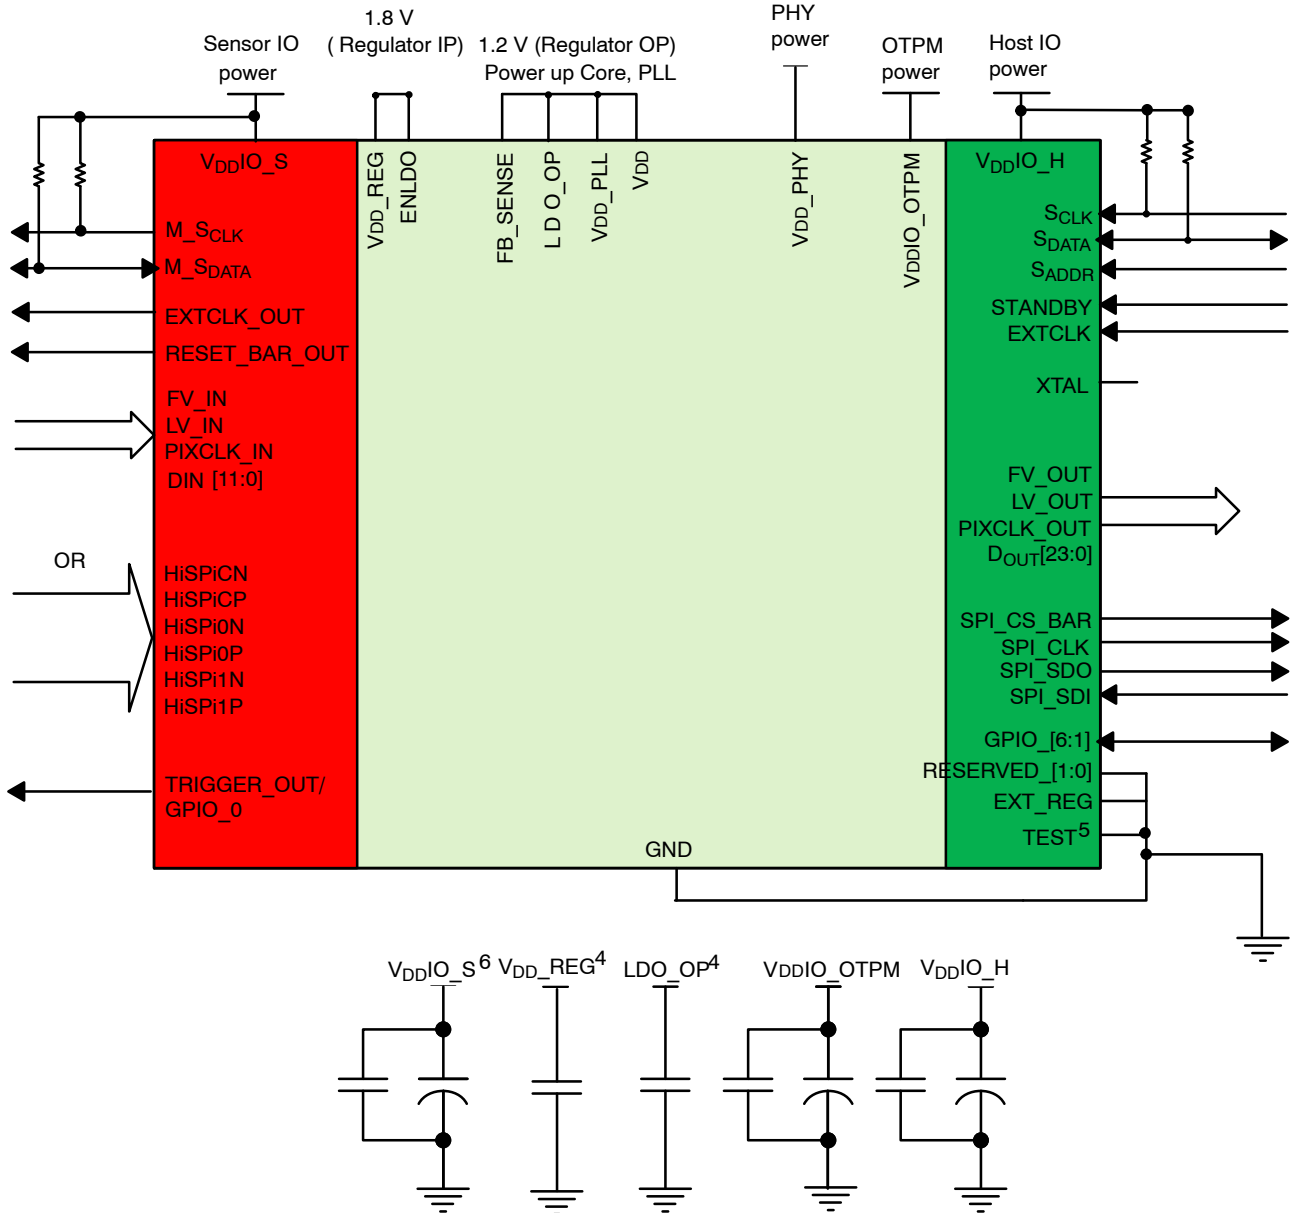 1.8 V
( Regulator IP)
Sensor IO
power
1.2 V (Regulator OP)
Power up Core, PLL
PHY
power
OTPM
power
Host IO
power
VDDIO_S
VDD_REG
ENLDO
FB_SENSE
L D O_OP
VDD_PLL
VDD
VDD_PHY
VDDIO_OTPM
VDDIO_H
M_SCLK
M_SDATA
EXTCLK_OUT
RESET_BAR_OUT
FV_IN
LV_IN
PIXCLK_IN
DIN [11:0]
OR
HiSPiCN
HiSPiCP
HiSPi0N
HiSPi0P
HiSPi1N
HiSPi1P
TRIGGER_OUT/
GPIO_0
SCLK
SDATA
SADDR
STANDBY
EXTCLK
XTAL
FV_OUT
LV_OUT
PIXCLK_OUT
DOUT[23:0]
SPI_CS_BAR
SPI_CLK
SPI_SDO
SPI_SDI
GPIO_[6:1]
RESERVED_[1:0]
EXT_REG
TEST5
GND
VDDIO_S6
VDD_REG4
LDO_OP4
VDDIO_OTPM
VDDIO_H